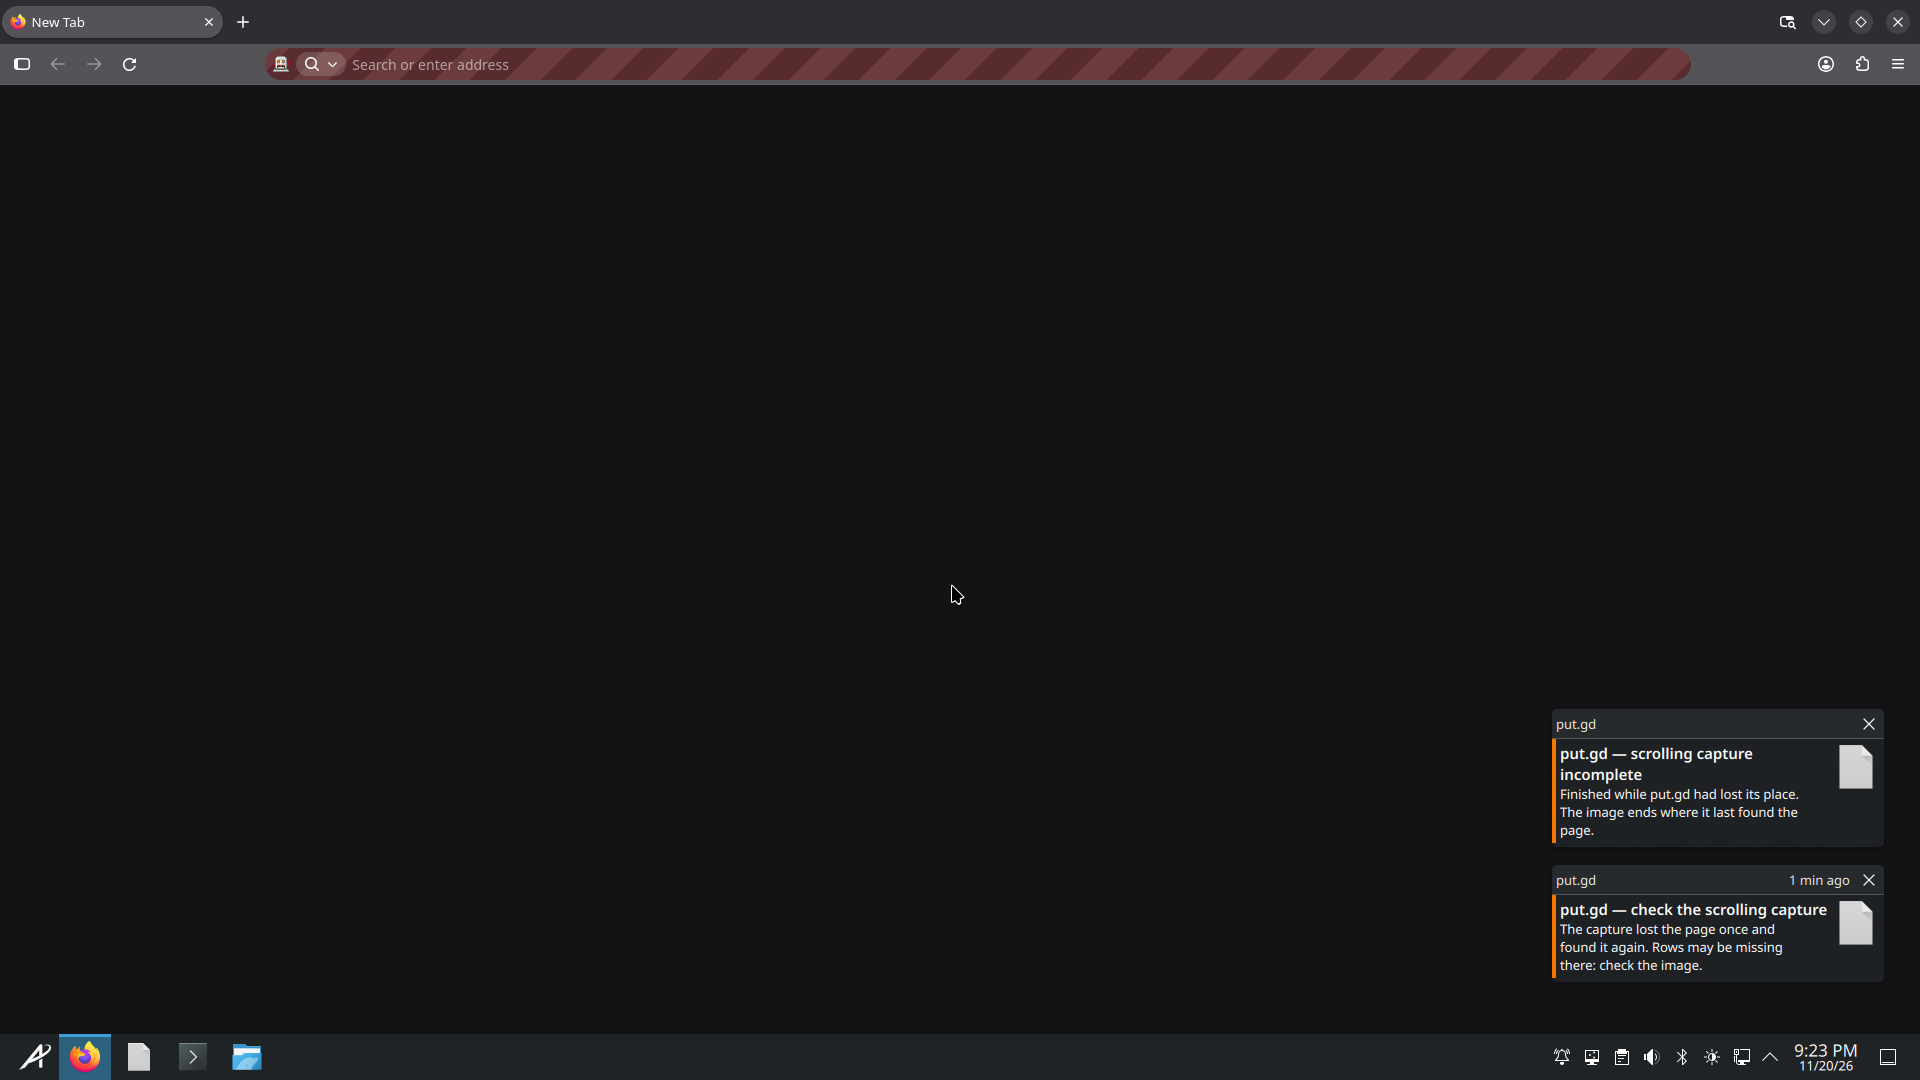 New Tab
Search or enter address
put.gd
put.gd — scrolling capture
incomplete
Finished while put.gd had lost its place.
The image ends where it last found the
page.
put.gd 1 min ago
put.gd — check the scrolling capture
The capture lost the page once and
found it again. Rows may be missing
there: check the image.
9:23 PM
11/20/26